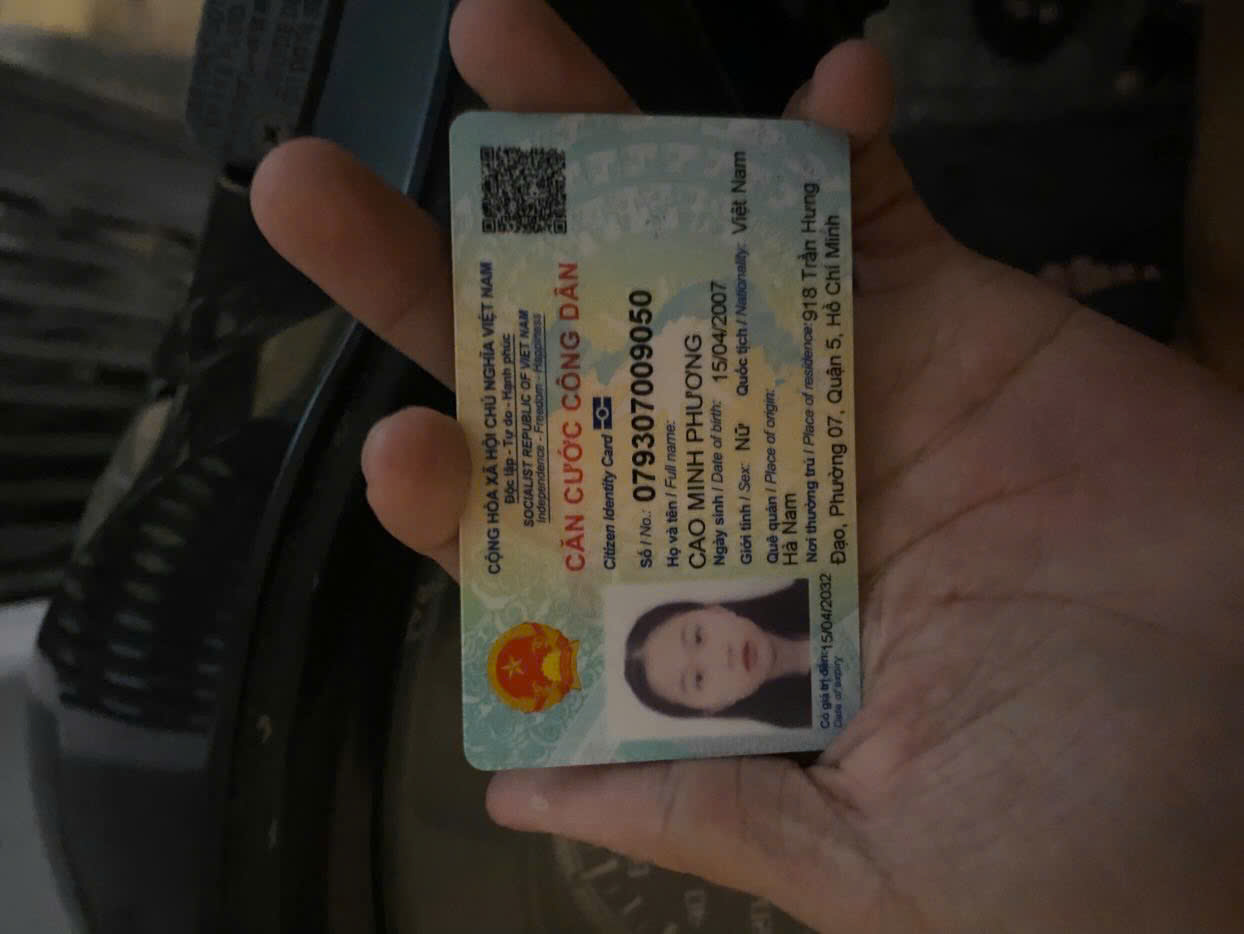 CỘNG HÒA XÃ HỘI CHỦ NGHĨA VIỆT NAM
Độc lập - Tự do - Hạnh phúc
SOCIALIST REPUBLIC OF VIET NAM
Independence - Freedom - Happiness
CĂN CƯỚC CÔNG DÂN
Citizen Identity Card
Số / No.: 079307009050
Họ và tên / Full name:
CAO MINH PHƯƠNG
Ngày sinh / Date of birth: 15/04/2007
Giới tính / Sex: Nữ Quốc tịch / Nationality: Việt Nam
Quê quán / Place of origin:
Hà Nam
Nơi thường trú / Place of residence: 918 Trần Hưng
Đạo, Phường 07, Quận 5, Hồ Chí Minh
Có giá trị đến: 15/04/2032
Date of expiry